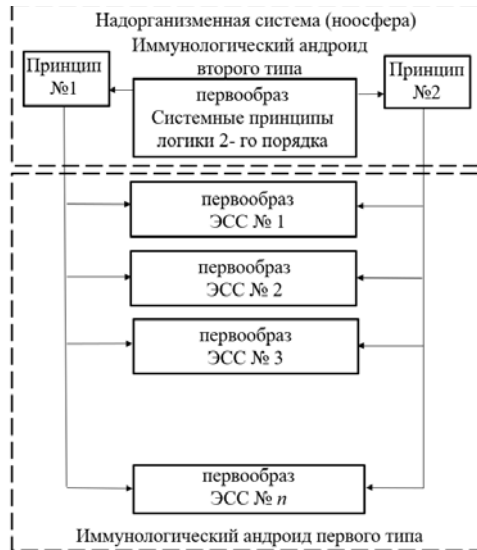 Надорганизменная система (ноосфера)
Иммунологический андроид
второго типа
Принцип
№1
первообраз
Системные принципы
логики 2- го порядка
Принцип
№2
первообраз
ЭСС № 1
первообраз
ЭСС № 2
первообраз
ЭСС № 3
первообраз
ЭСС № n
Иммунологический андроид первого типа